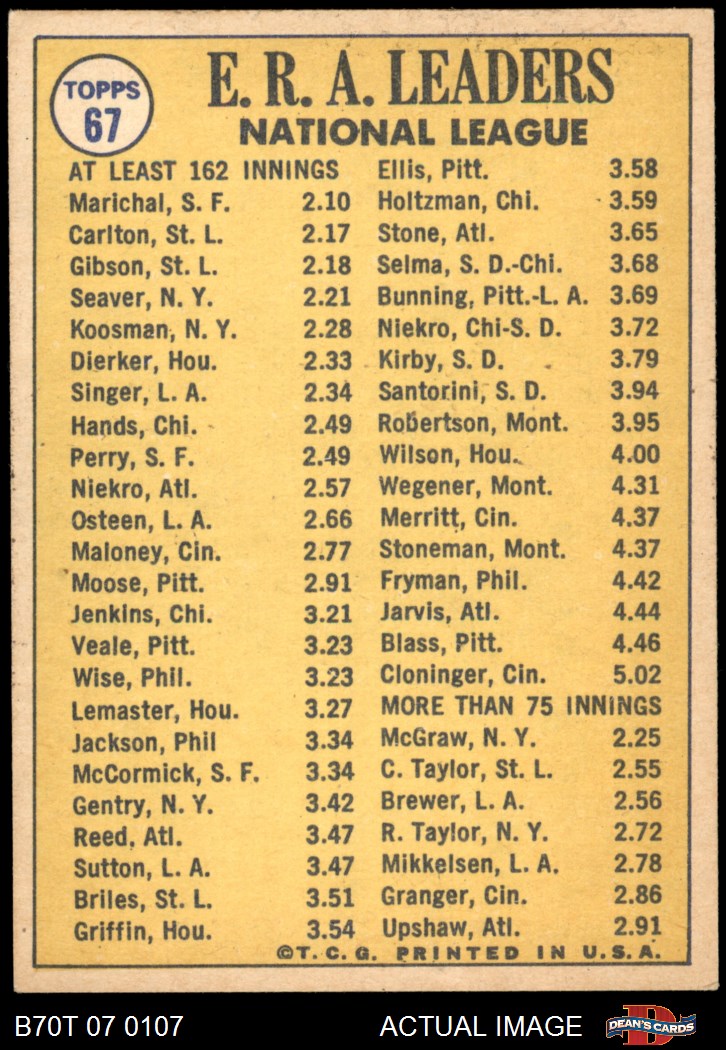 TOPPS
67
E. R. A. LEADERS
NATIONAL LEAGUE
AT LEAST 162 INNINGS
Marichal, S. F. 2.10
Carlton, St. L. 2.17
Gibson, St. L. 2.18
Seaver, N. Y. 2.21
Koosman, N. Y. 2.28
Dierker, Hou. 2.33
Singer, L. A. 2.34
Hands, Chi. 2.49
Perry, S. F. 2.49
Niekro, Atl. 2.57
Osteen, L. A. 2.66
Maloney, Cin. 2.77
Moose, Pitt. 2.91
Jenkins, Chi. 3.21
Veale, Pitt. 3.23
Wise, Phil. 3.23
Lemaster, Hou. 3.27
Jackson, Phil 3.34
McCormick, S. F. 3.34
Gentry, N. Y. 3.42
Reed, Atl. 3.47
Sutton, L. A. 3.47
Briles, St. L. 3.51
Griffin, Hou. 3.54
Ellis, Pitt. 3.58
Holtzman, Chi. 3.59
Stone, Atl. 3.65
Selma, S. D.-Chi. 3.68
Bunning, Pitt.-L. A. 3.69
Niekro, Chi-S. D. 3.72
Kirby, S. D. 3.79
Santorini, S. D. 3.94
Robertson, Mont. 3.95
Wilson, Hou. 4.00
Wegener, Mont. 4.31
Merritt, Cin. 4.37
Stoneman, Mont. 4.37
Fryman, Phil. 4.42
Jarvis, Atl. 4.44
Blass, Pitt. 4.46
Cloninger, Cin. 5.02
MORE THAN 75 INNINGS
McGraw, N. Y. 2.25
C. Taylor, St. L. 2.55
Brewer, L. A. 2.56
R. Taylor, N. Y. 2.72
Mikkelsen, L. A. 2.78
Granger, Cin. 2.86
Upshaw, Atl. 2.91
©T. C. G. PRINTED IN U. S. A.
B70T 07 0107 ACTUAL IMAGE
DEAN'S CARDS